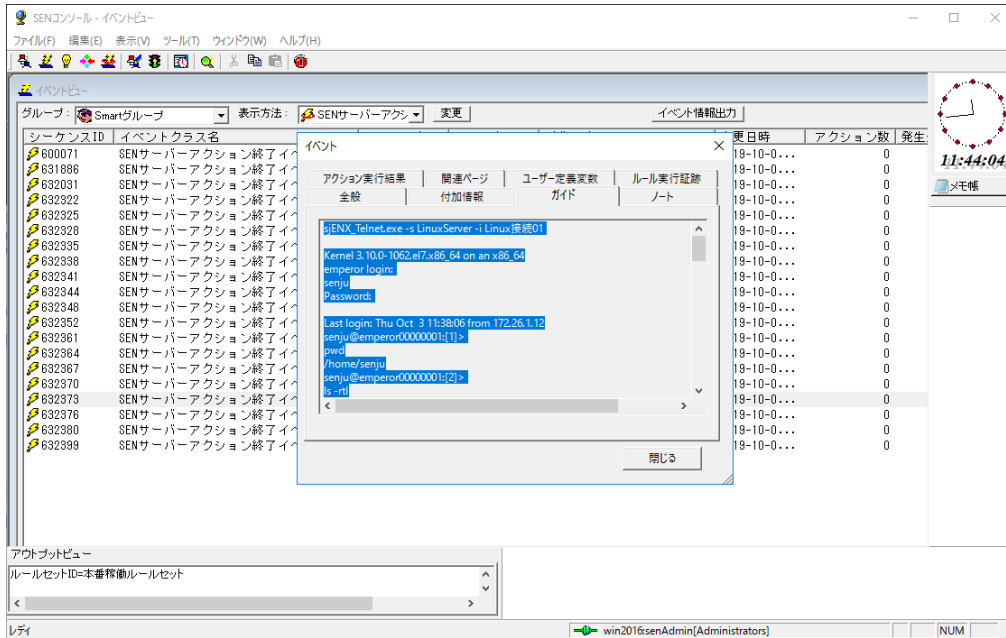 SENコンソール - イベントビュー
ファイル(F) 編集(E) 表示(V) ツール(T) ウィンドウ(W) ヘルプ(H)
イベントビュー
グループ： Smartグループ 表示方法： SENサーバーアクシ 変更 イベント情報出力
シーケンスID イベントクラス名 更日時 アクション数 発生
600071 SENサーバーアクション終了イベ 19-10-0... 0
631886 SENサーバーアクション終了イベ 19-10-0... 0
632031 SENサーバーアクション終了イベ 19-10-0... 0
632322 SENサーバーアクション終了イベ 19-10-0... 0
632325 SENサーバーアクション終了イベ 19-10-0... 0
632328 SENサーバーアクション終了イベ 19-10-0... 0
632335 SENサーバーアクション終了イベ 19-10-0... 0
632338 SENサーバーアクション終了イベ 19-10-0... 0
632341 SENサーバーアクション終了イベ 19-10-0... 0
632344 SENサーバーアクション終了イベ 19-10-0... 0
632348 SENサーバーアクション終了イベ 19-10-0... 0
632352 SENサーバーアクション終了イベ 19-10-0... 0
632361 SENサーバーアクション終了イベ 19-10-0... 0
632364 SENサーバーアクション終了イベ 19-10-0... 0
632367 SENサーバーアクション終了イベ 19-10-0... 0
632370 SENサーバーアクション終了イベ 19-10-0... 0
632373 SENサーバーアクション終了イベ 19-10-0... 0
632376 SENサーバーアクション終了イベ 19-10-0... 0
632380 SENサーバーアクション終了イベ 19-10-0... 0
632399 SENサーバーアクション終了イベ 19-10-0... 0
イベント
アクション実行結果 関連ページ ユーザー定義変数 ルール実行証跡
全般 付加情報 ガイド ノート
sjENX_Telnet.exe -s LinuxServer -i Linux接続01
Kernel 3.10.0-1062.el7.x86_64 on an x86_64
emperor login:
senju
Password:
Last login: Thu Oct 3 11:38:06 from 172.26.1.12
senju@emperor00000001:[1]>
pwd
/home/senju
senju@emperor00000001:[2]>
ls -rtl
閉じる
11:44:04
メモ帳
アウトプットビュー
ルールセットID=本番稼働ルールセット
レディ win2016:senAdmin[Administrators] NUM